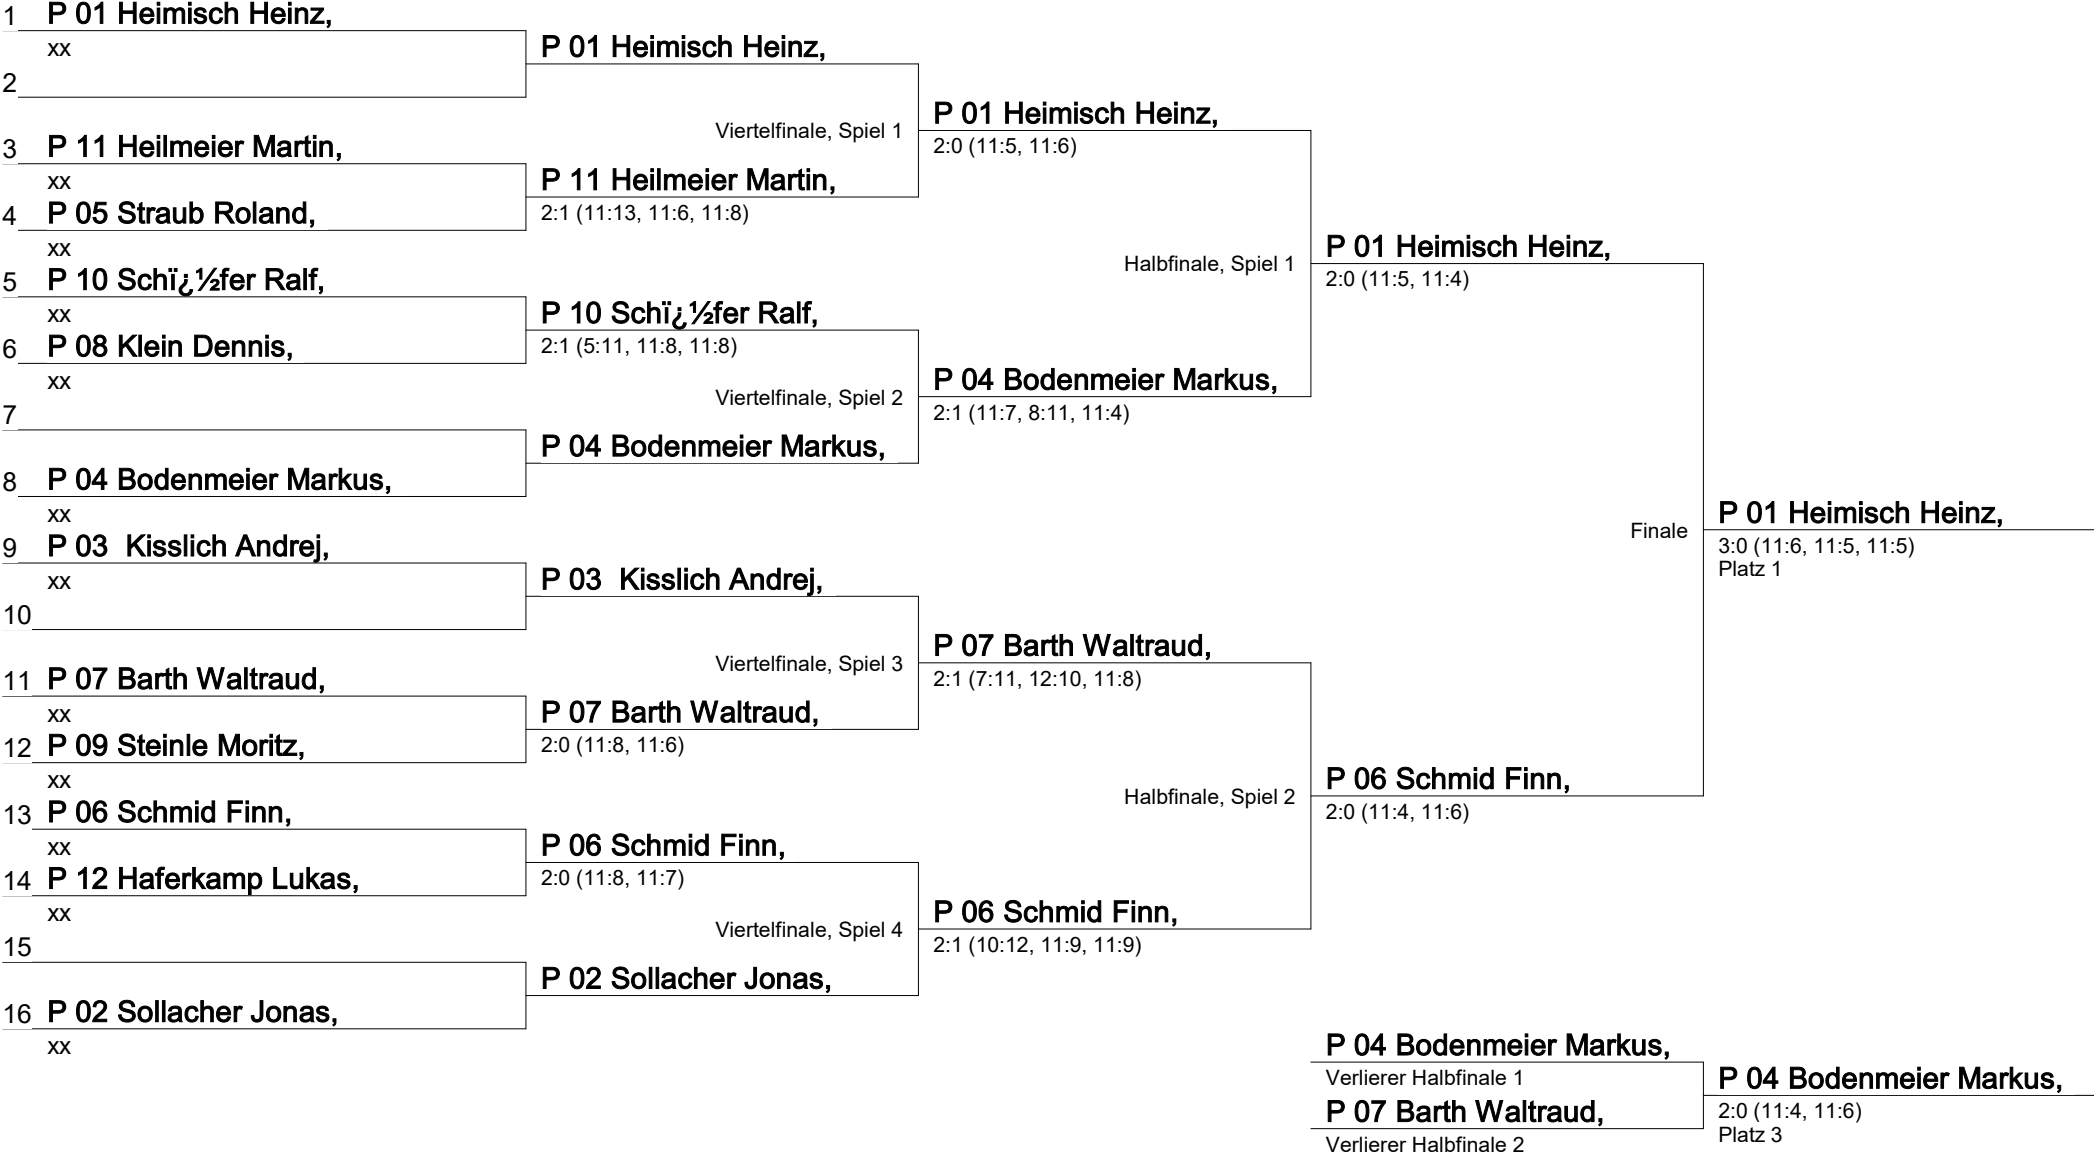 1 P 01 Heimisch Heinz,
xx
P 01 Heimisch Heinz,
2
Viertelfinale, Spiel 1
P 01 Heimisch Heinz,
2:0 (11:5, 11:6)
3 P 11 Heilmeier Martin,
xx
P 11 Heilmeier Martin,
2:1 (11:13, 11:6, 11:8)
4 P 05 Straub Roland,
xx
Halbfinale, Spiel 1
P 01 Heimisch Heinz,
2:0 (11:5, 11:4)
5 P 10 Schï¿½fer Ralf,
xx
P 10 Schï¿½fer Ralf,
2:1 (5:11, 11:8, 11:8)
6 P 08 Klein Dennis,
xx
Viertelfinale, Spiel 2
P 04 Bodenmeier Markus,
2:1 (11:7, 8:11, 11:4)
7
P 04 Bodenmeier Markus,
8 P 04 Bodenmeier Markus,
xx
Finale
P 01 Heimisch Heinz,
3:0 (11:6, 11:5, 11:5)
Platz 1
9 P 03  Kisslich Andrej,
xx
P 03  Kisslich Andrej,
10
Viertelfinale, Spiel 3
P 07 Barth Waltraud,
2:1 (7:11, 12:10, 11:8)
11 P 07 Barth Waltraud,
xx
P 07 Barth Waltraud,
2:0 (11:8, 11:6)
12 P 09 Steinle Moritz,
xx
Halbfinale, Spiel 2
P 06 Schmid Finn,
2:0 (11:4, 11:6)
13 P 06 Schmid Finn,
xx
P 06 Schmid Finn,
2:0 (11:8, 11:7)
14 P 12 Haferkamp Lukas,
xx
Viertelfinale, Spiel 4
P 06 Schmid Finn,
2:1 (10:12, 11:9, 11:9)
15
P 02 Sollacher Jonas,
16 P 02 Sollacher Jonas,
xx
P 04 Bodenmeier Markus,
Verlierer Halbfinale 1
P 04 Bodenmeier Markus,
2:0 (11:4, 11:6)
Platz 3
P 07 Barth Waltraud,
Verlierer Halbfinale 2